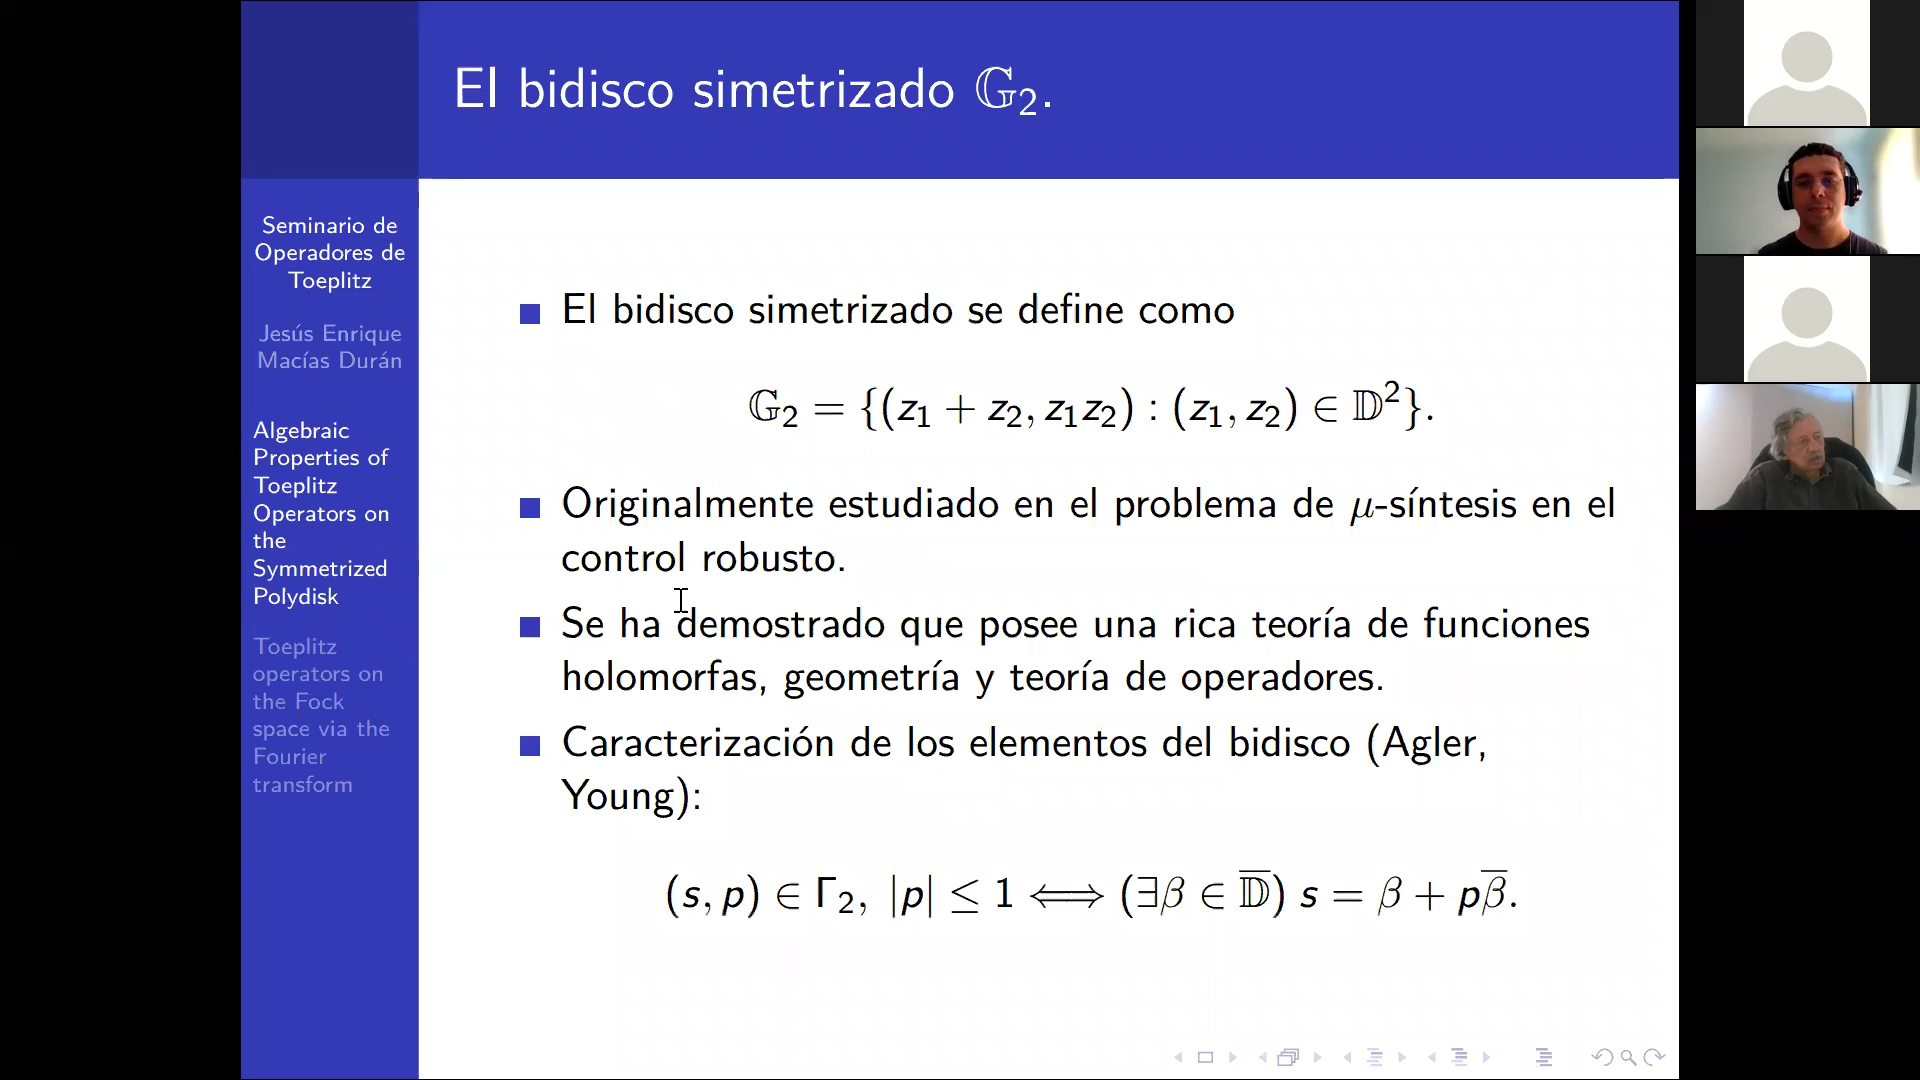 El bidisco simetrizado 𝔾₂.
Seminario de
Operadores de
Toeplitz
Jesús Enrique
Macías Durán
Algebraic
Properties of
Toeplitz
Operators on
the
Symmetrized
Polydisk
Toeplitz
operators on
the Fock
space via the
Fourier
transform
El bidisco simetrizado se define como
𝔾₂ = {(z₁ + z₂, z₁z₂) : (z₁, z₂) ∈ 𝔻²}.
Originalmente estudiado en el problema de μ-síntesis en el
control robusto.
Se ha demostrado que posee una rica teoría de funciones
holomorfas, geometría y teoría de operadores.
Caracterización de los elementos del bidisco (Agler,
Young):
(s, p) ∈ Γ₂, |p| ≤ 1 ⟺ (∃β ∈ 𝔻̅) s = β + pβ̅.